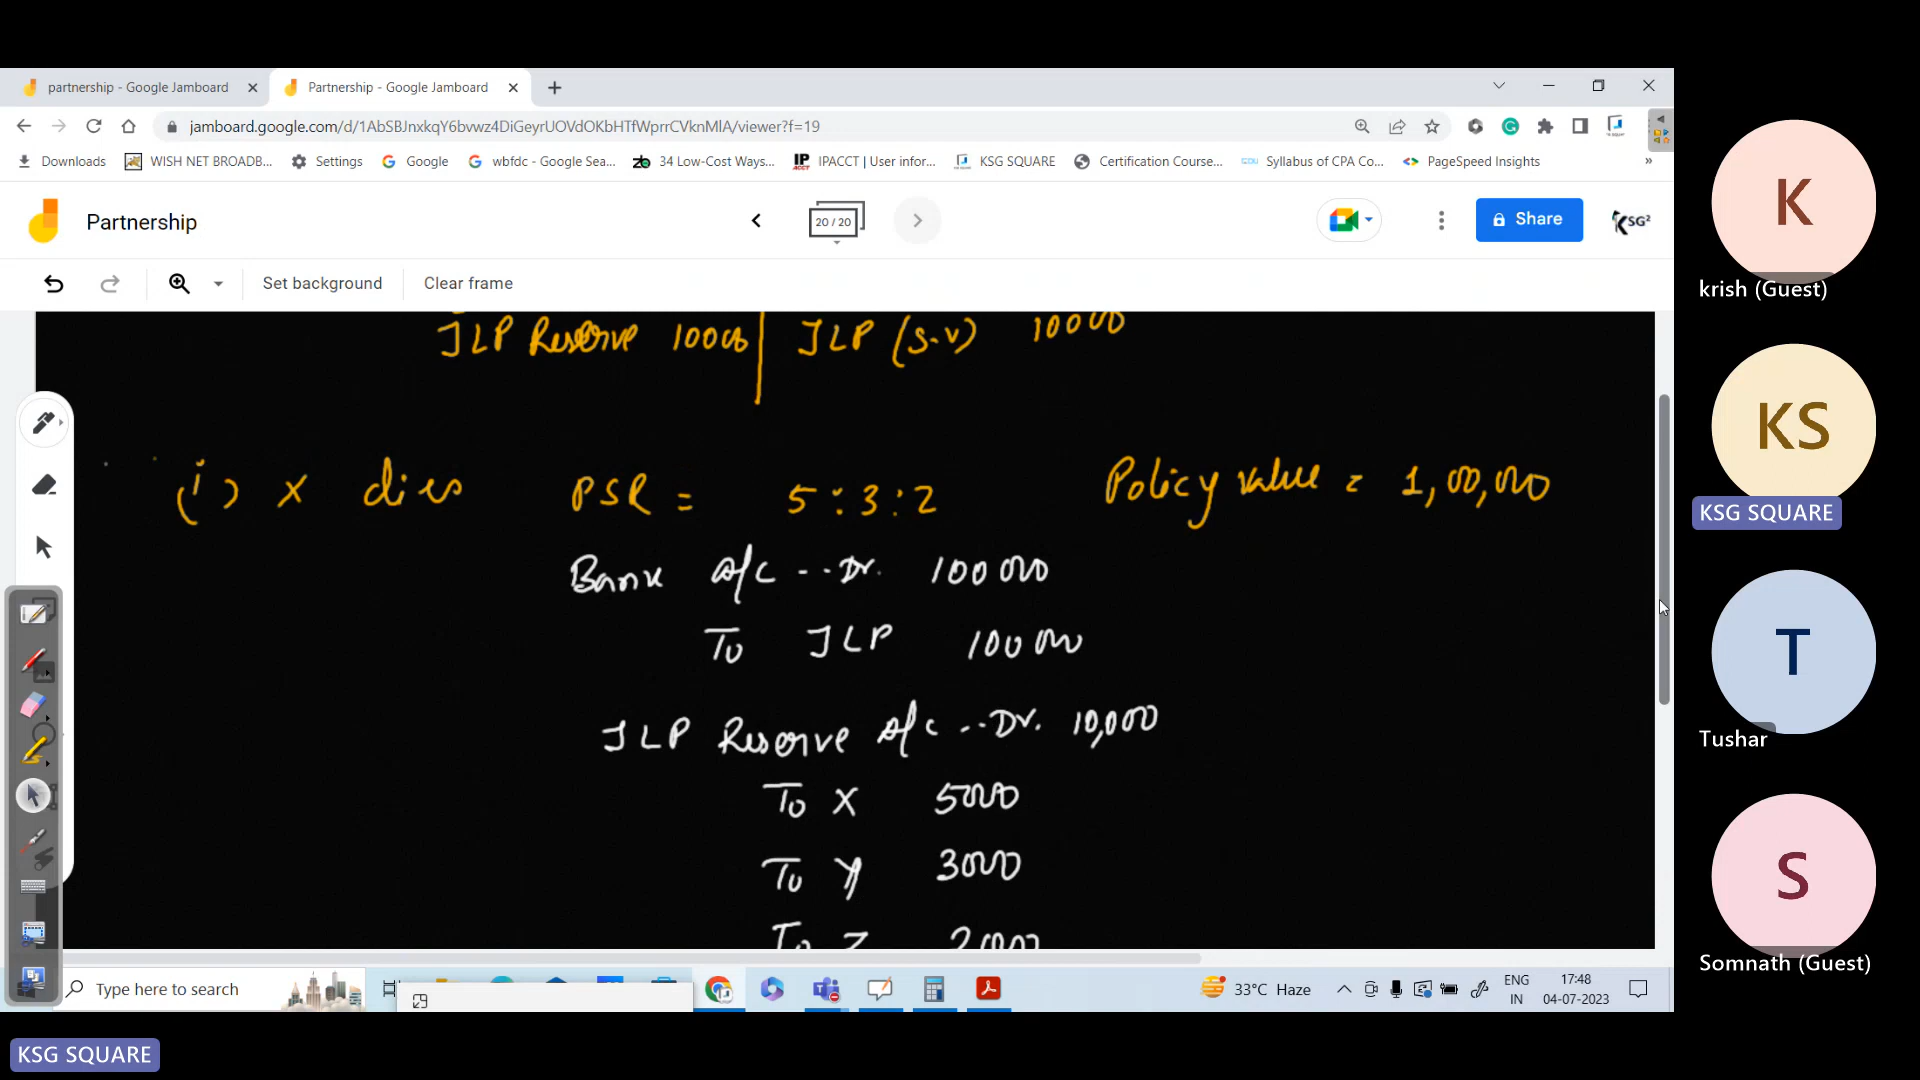 partnership - Google Jamboard
Partnership - Google Jamboard
jamboard.google.com/d/1AbSBJnxkqY6bvwz4DiGeyrUOVdOKbHTfWprrCVknMlA/viewer?f=19
Downloads
WISH NET BROADB...
Settings
Google
wbfdc - Google Sea...
34 Low-Cost Ways...
IPACCT | User infor...
KSG SQUARE
Certification Course...
Syllabus of CPA Co...
PageSpeed Insights
»
Partnership
20 / 20
Share
KSG²
Set background
Clear frame
JLP Reserve 10000 JLP (S.V) 10000
(i) X dies PSR = 5:3:2 Policy value = 1,00,000
Bank A/c ... Dr. 100000
To JLP 100000
JLP Reserve A/c ... Dr. 10,000
To X 5000
To Y 3000
To Z 2000
Type here to search
33°C Haze
ENG
IN
17:48
04-07-2023
K
krish (Guest)
KS
KSG SQUARE
T
Tushar
S
Somnath (Guest)
KSG SQUARE